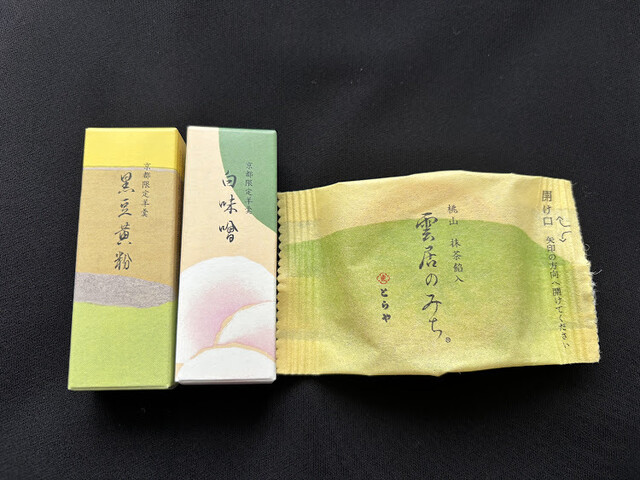 京都限定羊羹
黒豆黄粉
京都限定羊羹
白味噌
桃山 抹茶餡入
雲居のみち。
とらや
開け口
矢印の方向へ開けてください